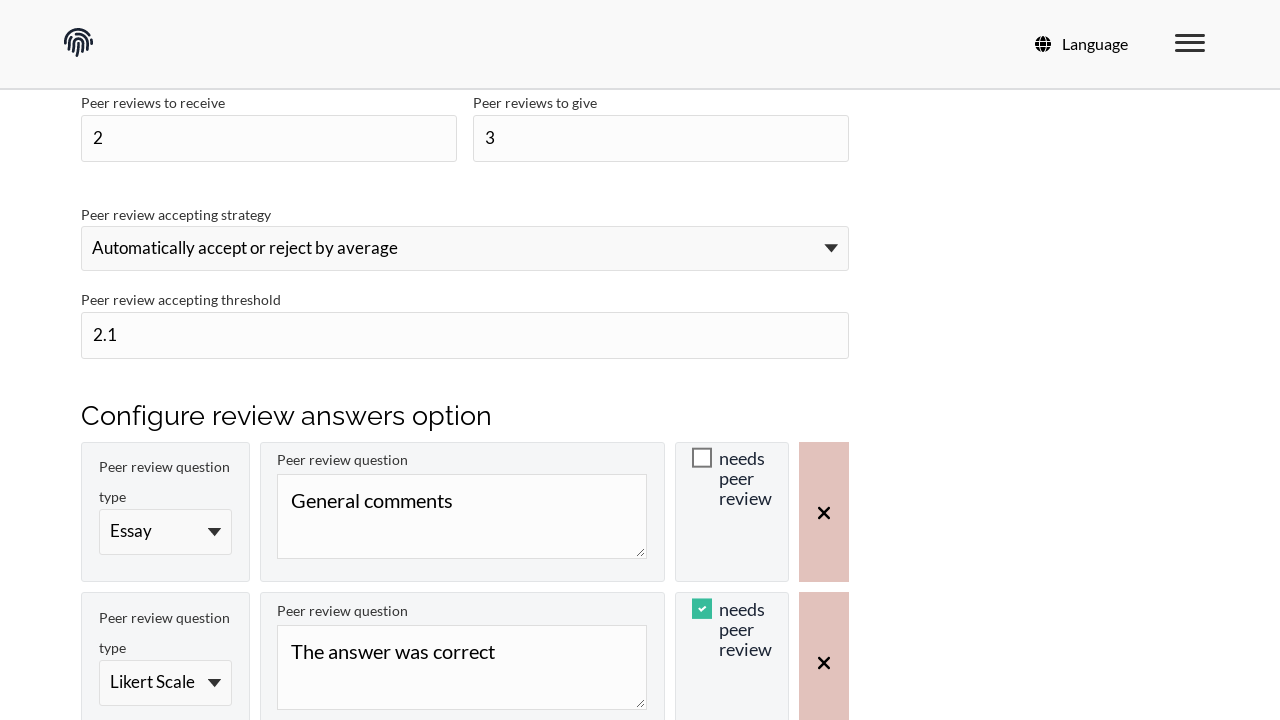 Language
Peer reviews to receive
Peer reviews to give
2
3
Peer review accepting strategy
Automatically accept or reject by average
Peer review accepting threshold
2.1
Configure review answers option
Peer review question
type
Essay
Peer review question
General comments
needs
peer
review
Peer review question
type
Likert Scale
Peer review question
The answer was correct
needs
peer
review